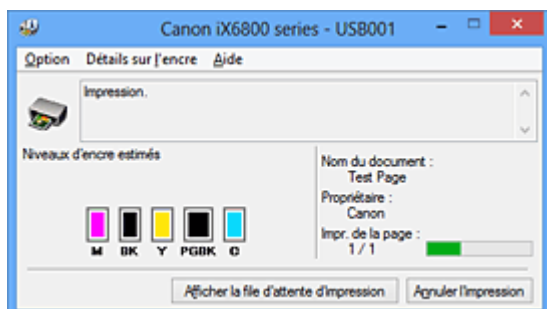 Canon iX6800 series - USB001
Option Détails sur l'encre Aide
Impression.
Niveaux d'encre estimés
M BK Y PGBK C
Nom du document :
Test Page
Propriétaire :
Canon
Impr. de la page :
1 / 1
Afficher la file d'attente d'impression Annuler l'impression